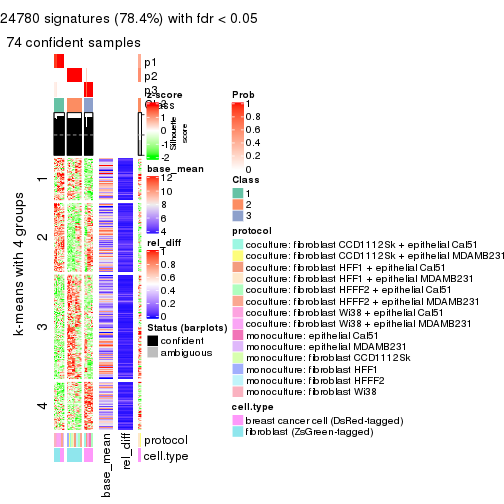 24780 signatures (78.4%) with fdr < 0.05
74 confident samples
p1
p2
p3
Class
Silhouette
score
k-means with 4 groups
1
2
3
4
base_mean
rel_diff
protocol
cell.type
z-score
2
1
0
-1
-2
base_mean
12
10
8
6
4
rel_diff
1
0.8
0.6
0.4
0.2
0
Status (barplots)
confident
ambiguous
Prob
1
0.8
0.6
0.4
0.2
0
Class
1
2
3
protocol
coculture: fibroblast CCD1112Sk + epithelial Cal51
coculture: fibroblast CCD1112Sk + epithelial MDAMB231
coculture: fibroblast HFF1 + epithelial Cal51
coculture: fibroblast HFF1 + epithelial MDAMB231
coculture: fibroblast HFFF2 + epithelial Cal51
coculture: fibroblast HFFF2 + epithelial MDAMB231
coculture: fibroblast Wi38 + epithelial Cal51
coculture: fibroblast Wi38 + epithelial MDAMB231
monoculture: epithelial Cal51
monoculture: epithelial MDAMB231
monoculture: fibroblast CCD1112Sk
monoculture: fibroblast HFF1
monoculture: fibroblast HFFF2
monoculture: fibroblast Wi38
cell.type
breast cancer cell (DsRed-tagged)
fibroblast (ZsGreen-tagged)